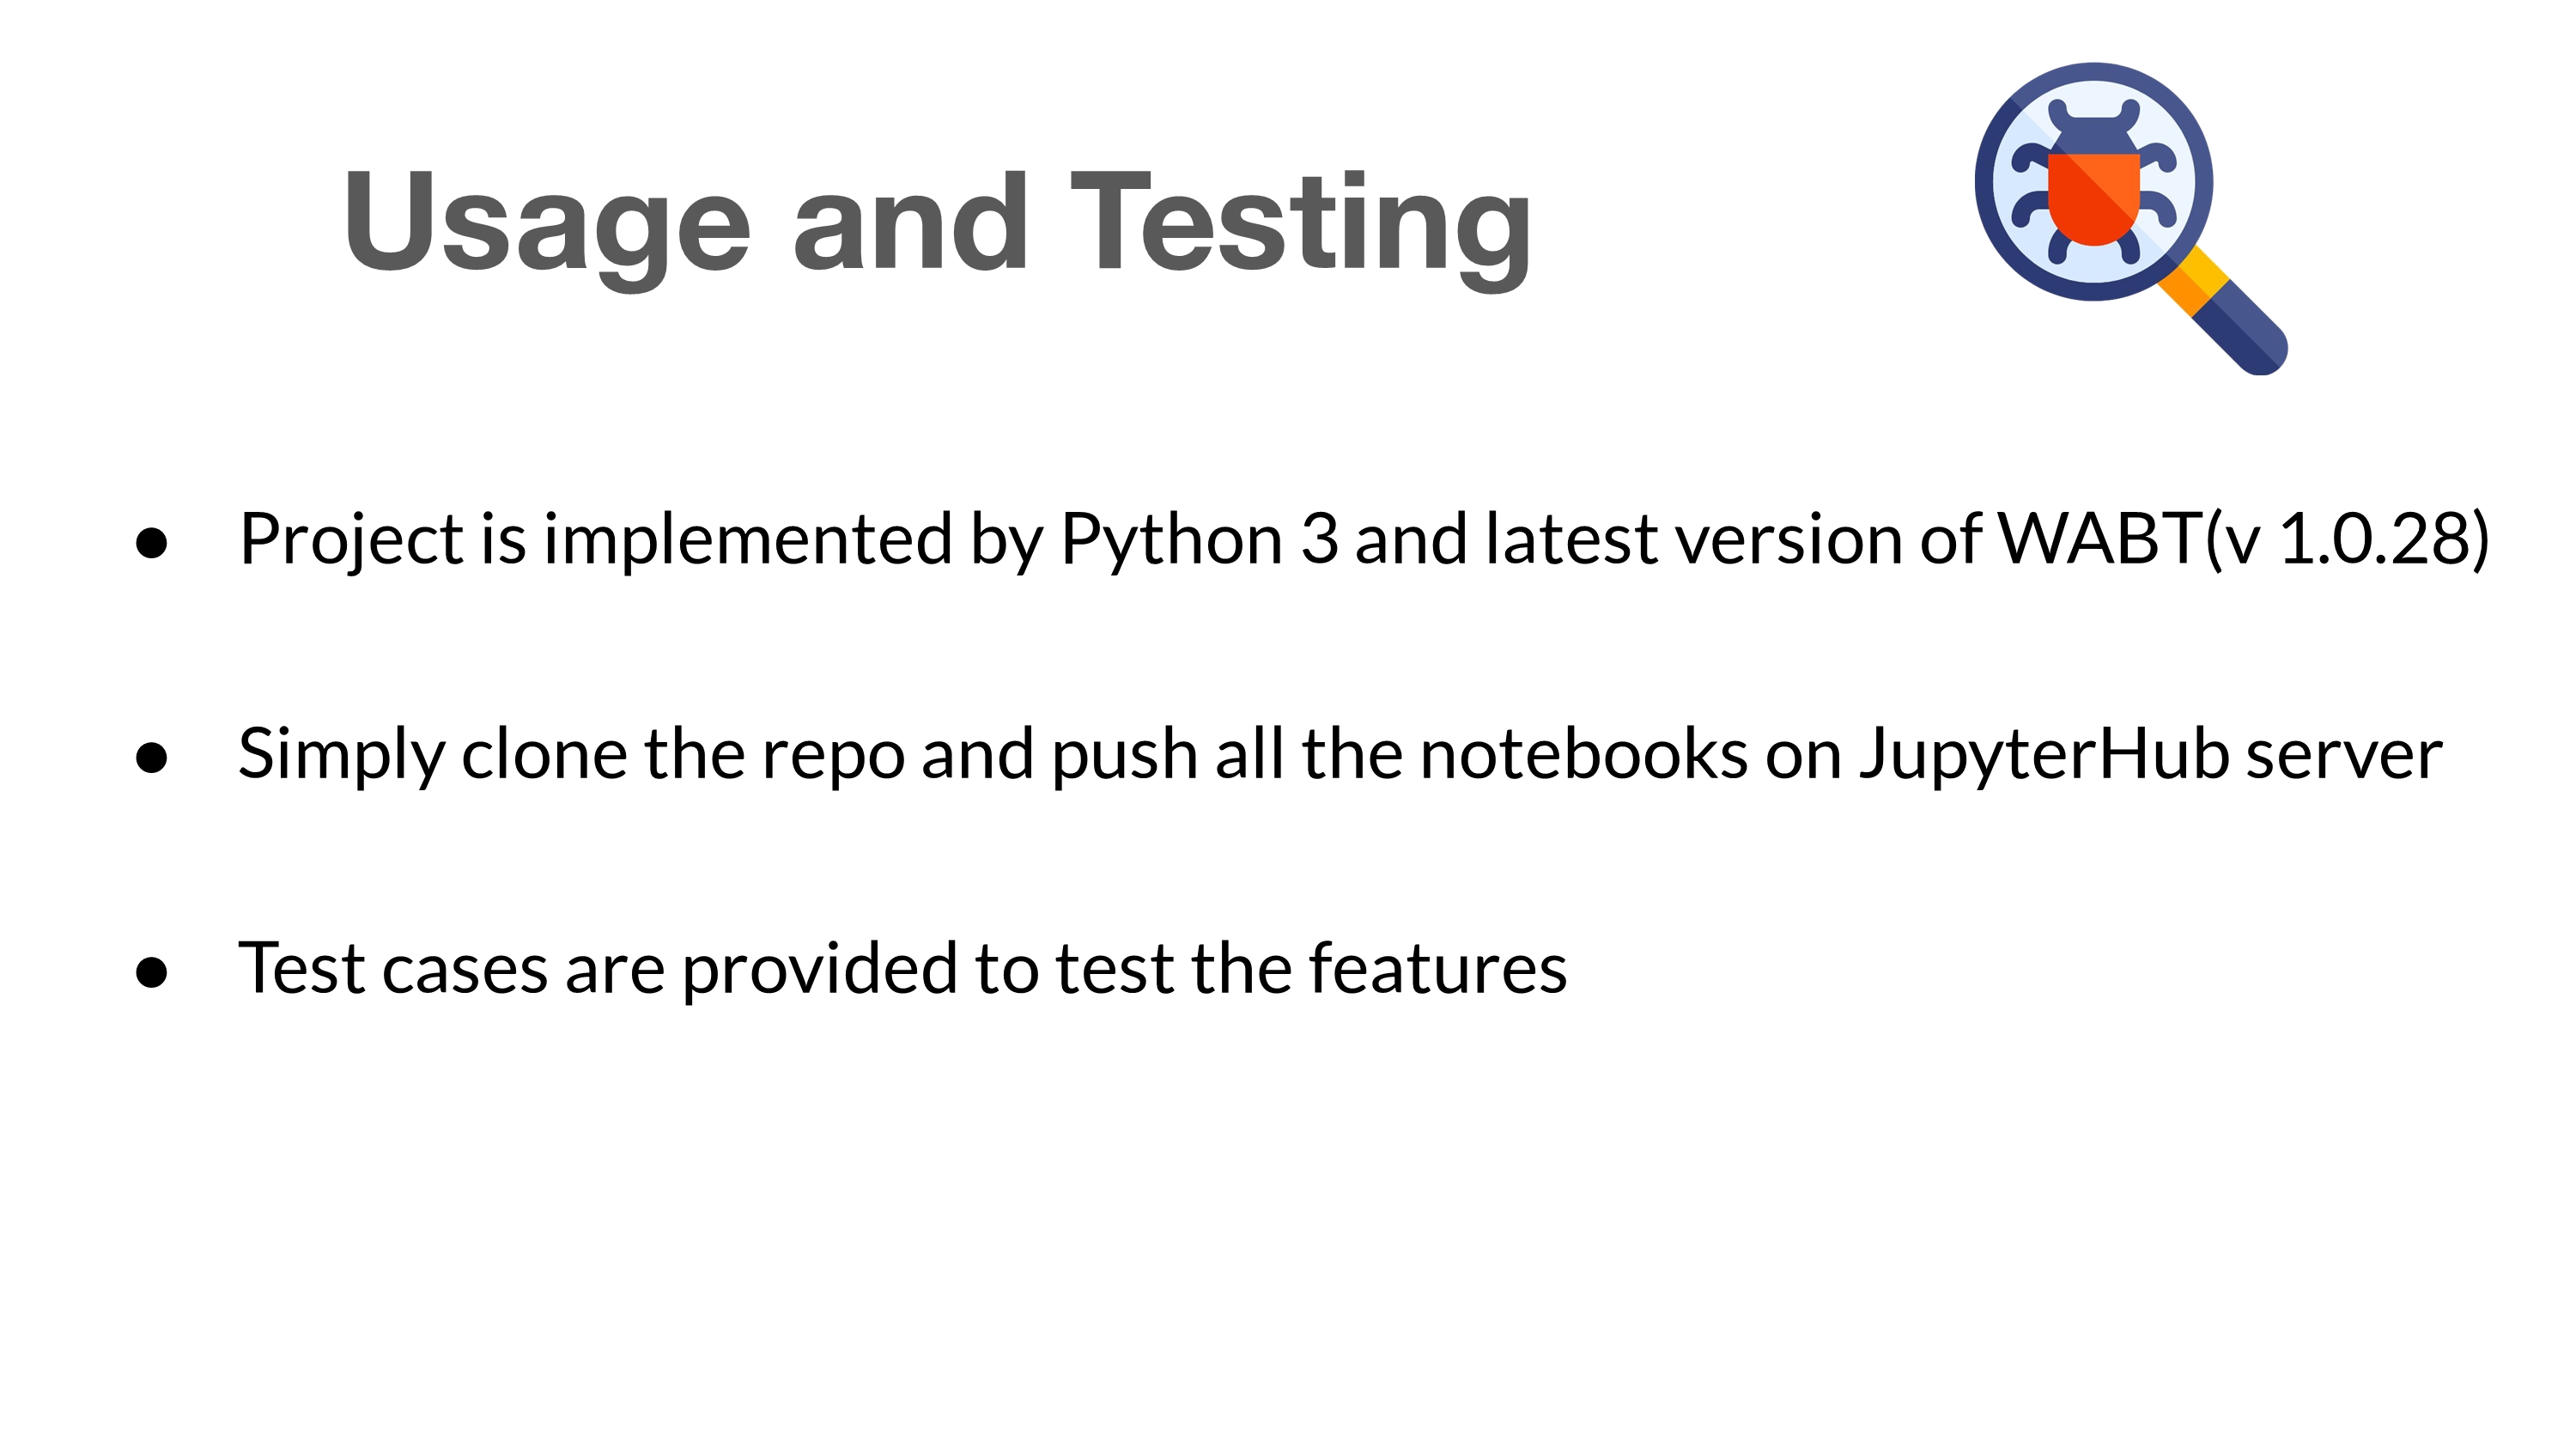 Usage and Testing
● Project is implemented by Python 3 and latest version of WABT(v 1.0.28)
● Simply clone the repo and push all the notebooks on JupyterHub server
● Test cases are provided to test the features